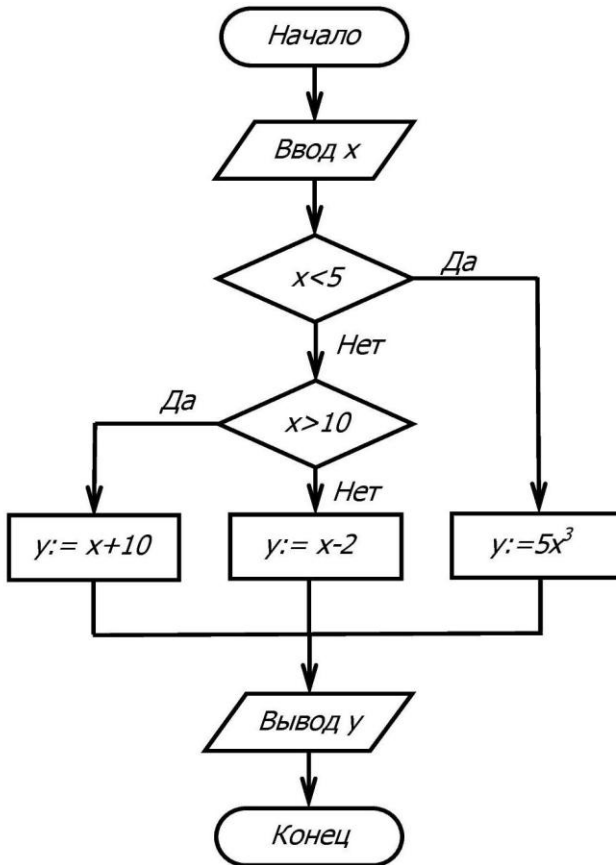 Начало
Ввод x
x<5
Да
Нет
Да
x>10
Нет
y:= x+10
y:= x-2
y:=5x³
Вывод y
Конец